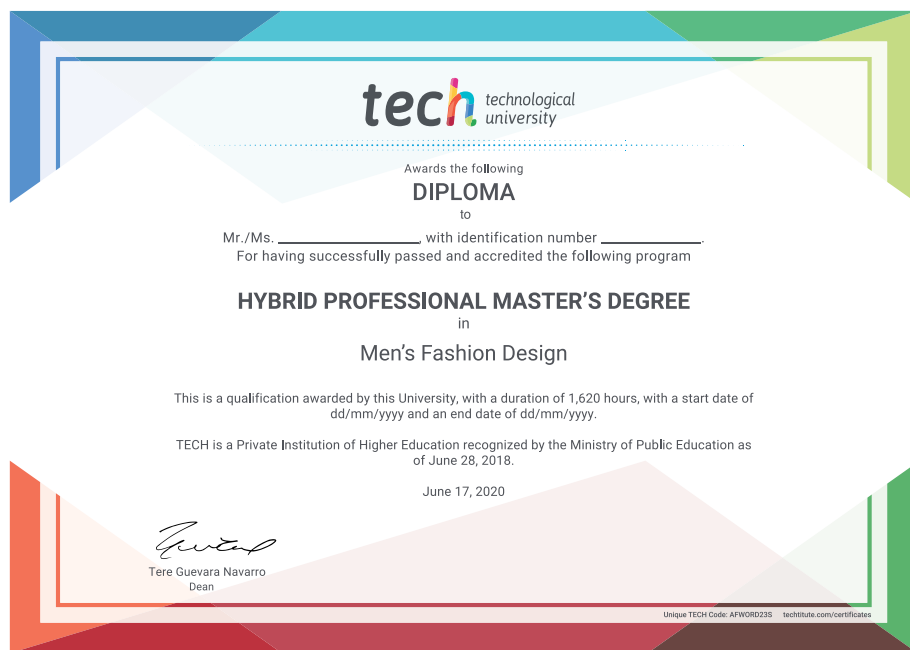 tech technological
university
Awards the following
DIPLOMA
to
Mr./Ms. ____________________, with identification number ______________.
For having successfully passed and accredited the following program
HYBRID PROFESSIONAL MASTER'S DEGREE
in
Men's Fashion Design
This is a qualification awarded by this University, with a duration of 1,620 hours, with a start date of
dd/mm/yyyy and an end date of dd/mm/yyyy.
TECH is a Private Institution of Higher Education recognized by the Ministry of Public Education as
of June 28, 2018.
June 17, 2020
Tere Guevara Navarro
Dean
Unique TECH Code: AFWORD23S techtitute.com/certificates